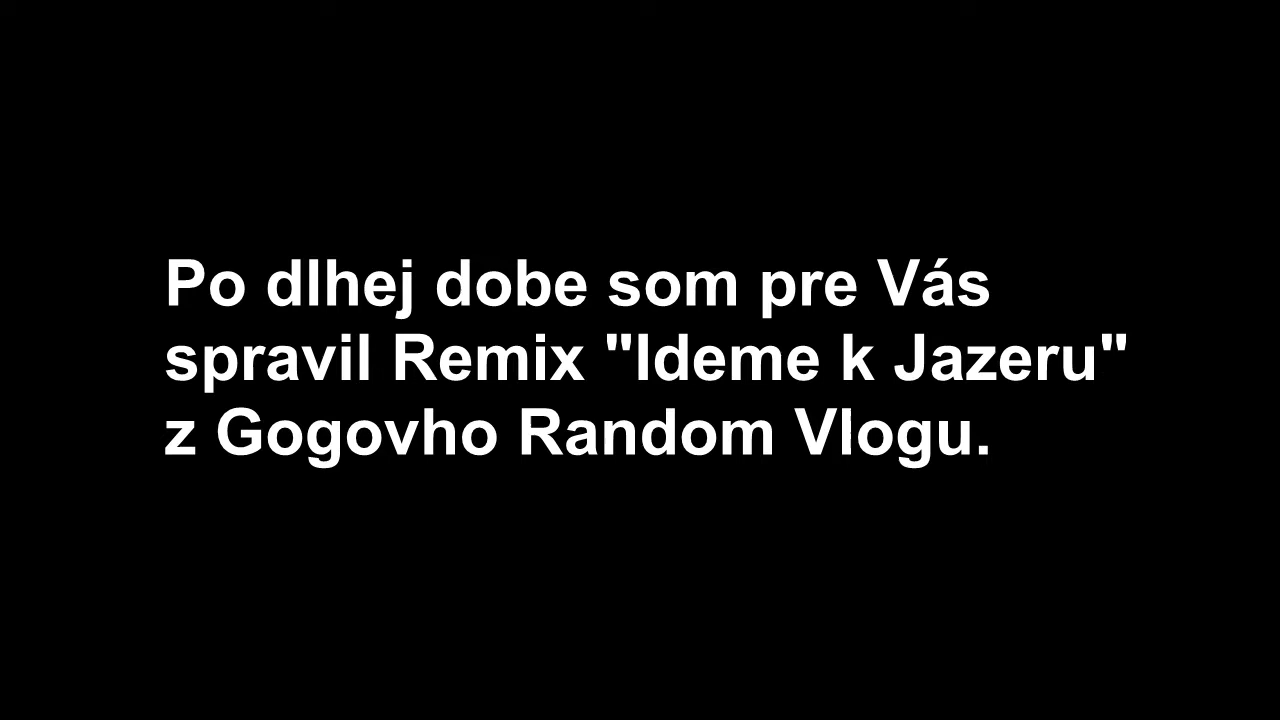 Po dlhej dobe som pre Vás
spravil Remix "Ideme k Jazeru"
z Gogovho Random Vlogu.